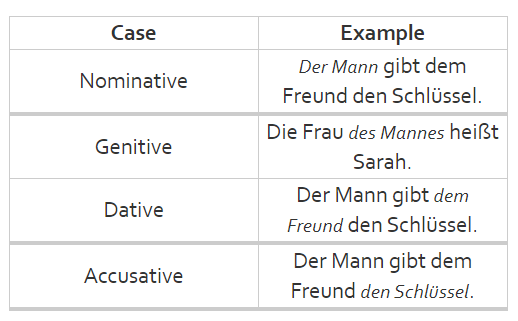 Case Example
Nominative
Der Mann gibt dem
Freund den Schlüssel.
Genitive
Die Frau des Mannes heißt
Sarah.
Dative
Der Mann gibt dem
Freund den Schlüssel.
Accusative
Der Mann gibt dem
Freund den Schlüssel.